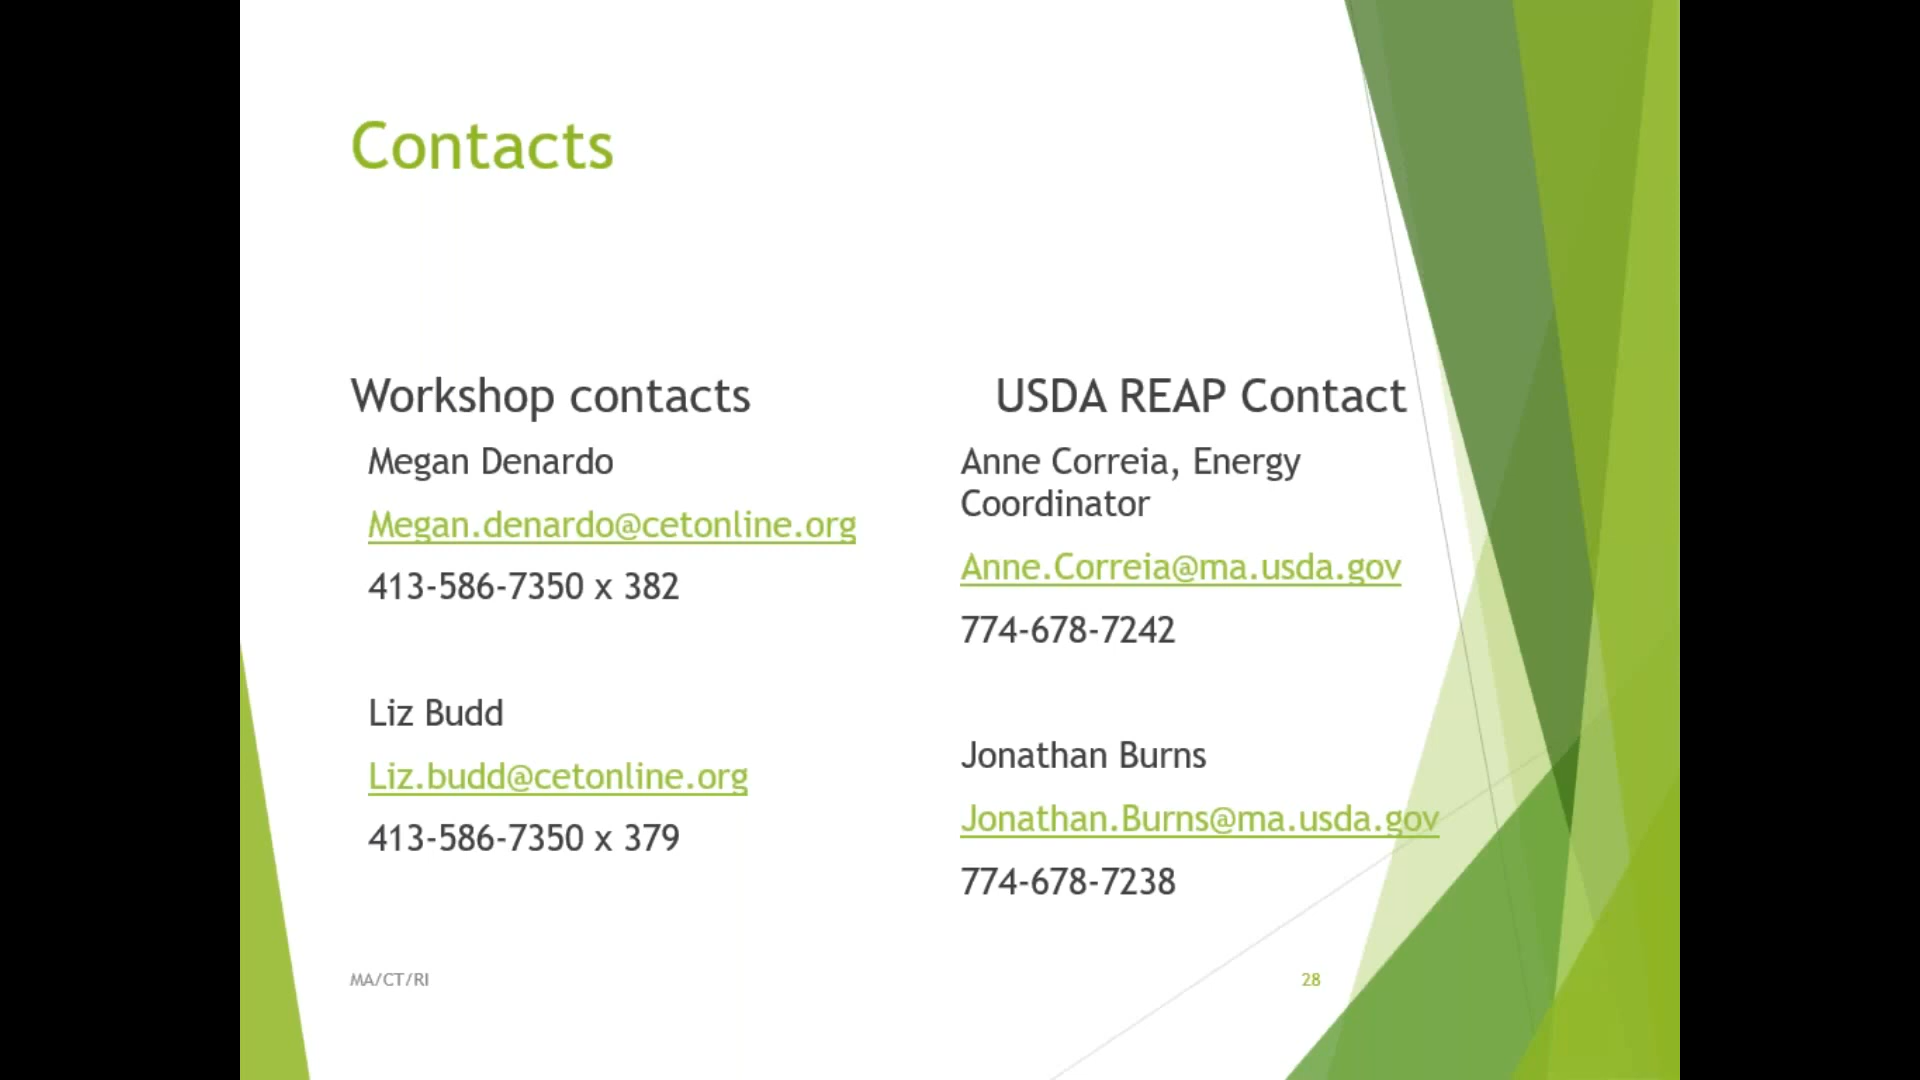 Contacts
Workshop contacts
Megan Denardo
Megan.denardo@cetonline.org
413-586-7350 x 382
Liz Budd
Liz.budd@cetonline.org
413-586-7350 x 379
USDA REAP Contact
Anne Correia, Energy
Coordinator
Anne.Correia@ma.usda.gov
774-678-7242
Jonathan Burns
Jonathan.Burns@ma.usda.gov
774-678-7238
MA/CT/RI
28